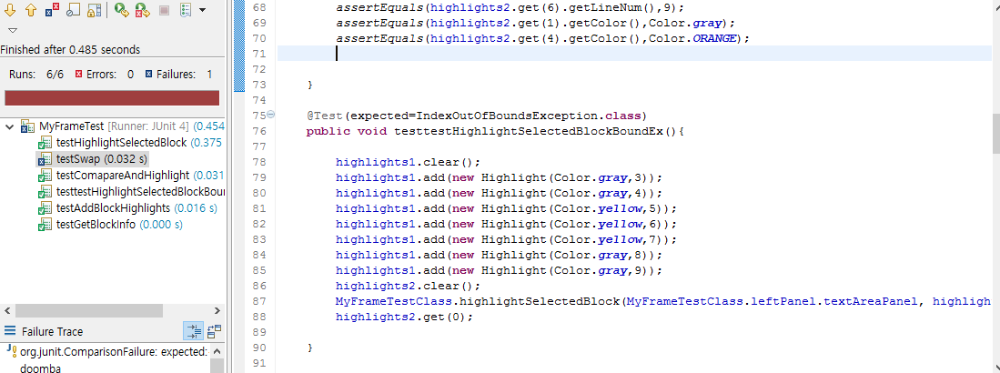 Finished after 0.485 seconds
Runs: 6/6 Errors: 0 Failures: 1
MyFrameTest [Runner: JUnit 4] (0.454
testHighlightSelectedBlock (0.375
testSwap (0.032 s)
testComapareAndHighlight (0.031
testtestHighlightSelectedBlockBou
testAddBlockHighlights (0.016 s)
testGetBlockInfo (0.000 s)
Failure Trace
org.junit.ComparisonFailure: expected:
doomba
68 assertEquals(highlights2.get(6).getLineNum(),9);
69 assertEquals(highlights2.get(1).getColor(),Color.gray);
70 assertEquals(highlights2.get(4).getColor(),Color.ORANGE);
71
72
73 }
74
75 @Test(expected=IndexOutOfBoundsException.class)
76 public void testtestHighlightSelectedBlockBoundEx(){
77
78 highlights1.clear();
79 highlights1.add(new Highlight(Color.gray,3));
80 highlights1.add(new Highlight(Color.gray,4));
81 highlights1.add(new Highlight(Color.yellow,5));
82 highlights1.add(new Highlight(Color.yellow,6));
83 highlights1.add(new Highlight(Color.yellow,7));
84 highlights1.add(new Highlight(Color.gray,8));
85 highlights1.add(new Highlight(Color.gray,9));
86 highlights2.clear();
87 MyFrameTestClass.highlightSelectedBlock(MyFrameTestClass.leftPanel.textAreaPanel, highligh
88 highlights2.get(0);
89
90 }
91